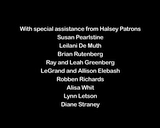 With special assistance from Halsey Patrons
Susan Pearlstine
Leilani De Muth
Brian Rutenberg
Ray and Leah Greenberg
LeGrand and Allison Elebash
Robben Richards
Alisa Whit
Lynn Letson
Diane Straney